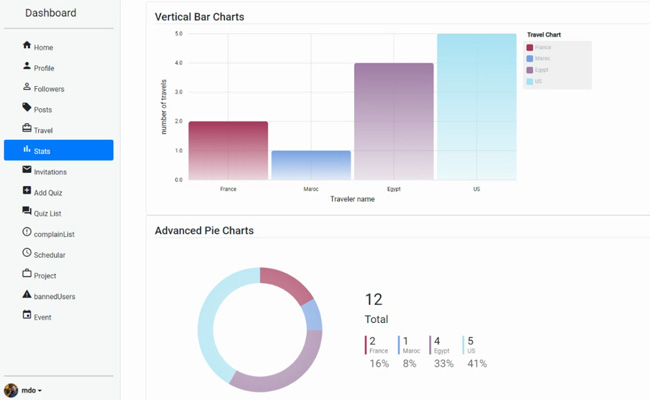 Dashboard
Home
Profile
Followers
Posts
Travel
Stats
Invitations
Add Quiz
Quiz List
complainList
Schedular
Project
bannedUsers
Event
mdo
Vertical Bar Charts
5.0
4.0
3.0
2.0
1.0
0.0
number of travels
France Maroc Egypt US
Traveler name
Travel Chart
France
Maroc
Egypt
US
Advanced Pie Charts
12
Total
2 1 4 5
France Maroc Egypt US
16% 8% 33% 41%